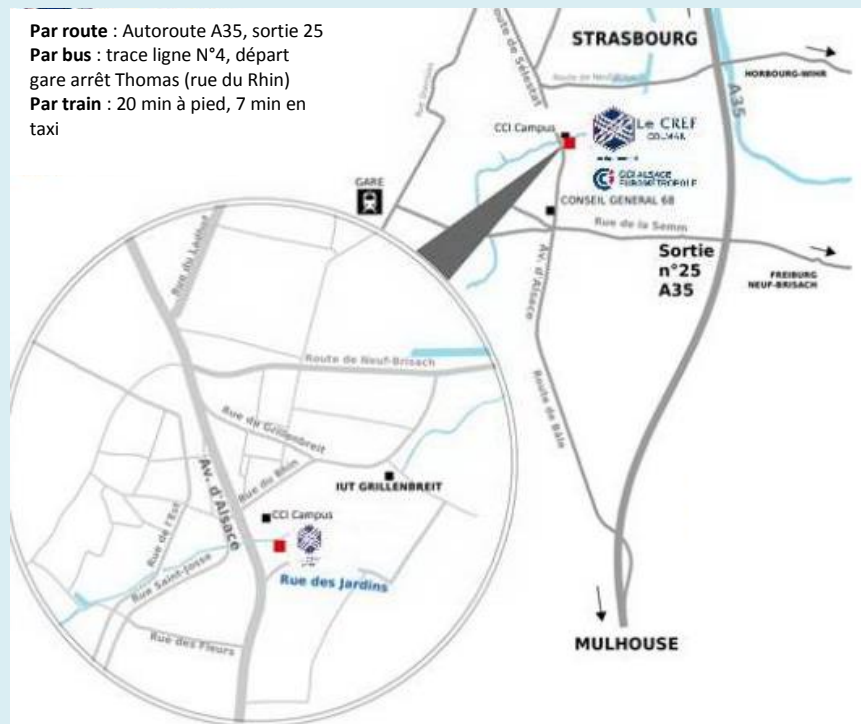 Par route : Autoroute A35, sortie 25
Par bus : trace ligne N°4, départ
gare arrêt Thomas (rue du Rhin)
Par train : 20 min à pied, 7 min en
taxi
STRASBOURG
Route de Sélestat
HORBOURG-WIHR
A35
CCI Campus
Le CREF
COLMAR
CCI ALSACE
EUROMÉTROPOLE
GARE
CONSEIL GENERAL 68
Rue de la Semm
Av. d'Alsace
Sortie
n°25
A35
FREIBURG
NEUF-BRISACH
Route de Bâle
MULHOUSE
Rue du Ladhof
Route de Neuf-Brisach
Rue du Grillenbreit
Rue du Rhin
IUT GRILLENBREIT
Av. d'Alsace
CCI Campus
Rue de l'Est
Rue Saint-Josse
Rue des Jardins
Rue des Fleurs